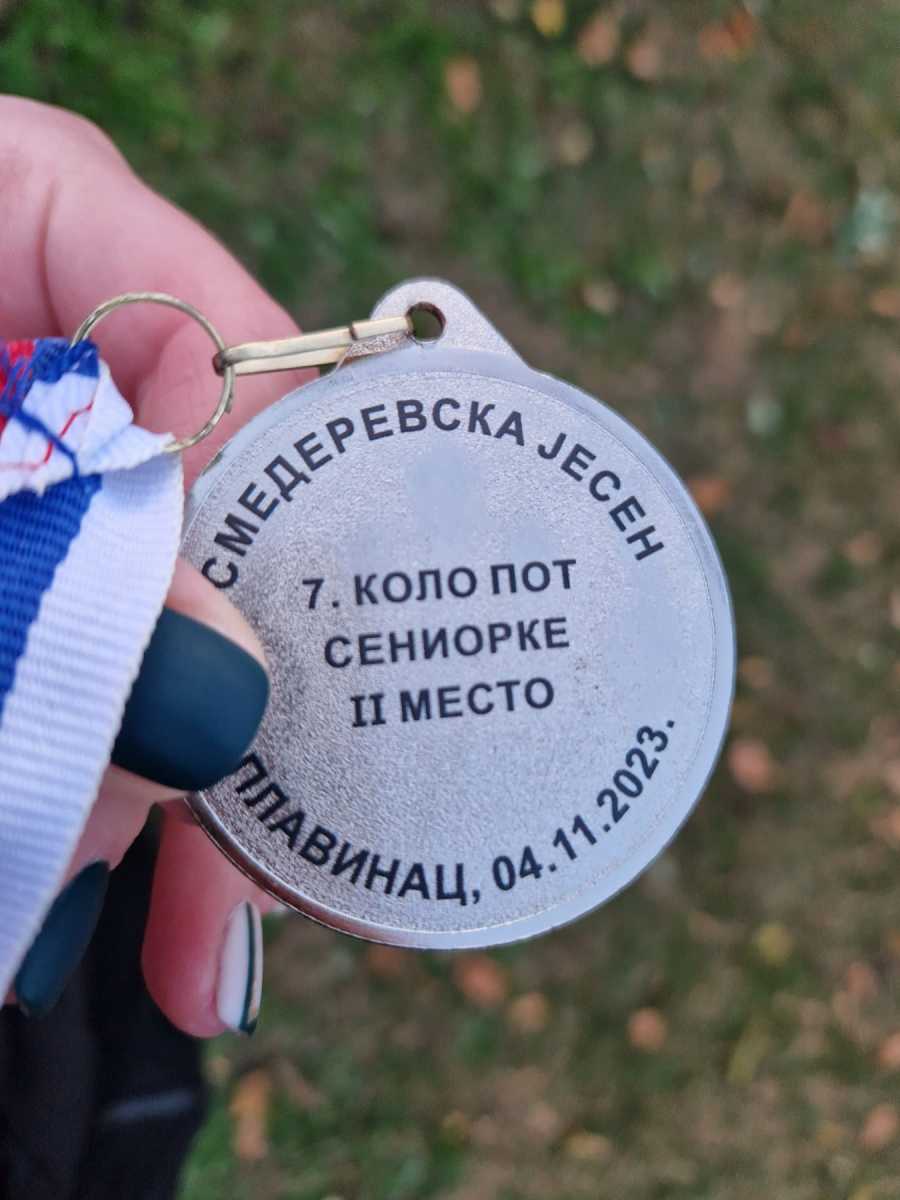 СМЕДЕРЕВСКА ЈЕСЕН
7. КОЛО ПОТ
СЕНИОРКЕ
II МЕСТО
ПЛАВИНАЦ, 04.11.2023.